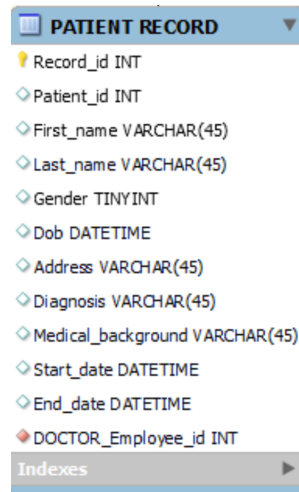 PATIENT RECORD
Record_id INT
Patient_id INT
First_name VARCHAR(45)
Last_name VARCHAR(45)
Gender TINYINT
Dob DATETIME
Address VARCHAR(45)
Diagnosis VARCHAR(45)
Medical_background VARCHAR(45)
Start_date DATETIME
End_date DATETIME
DOCTOR_Employee_id INT
Indexes